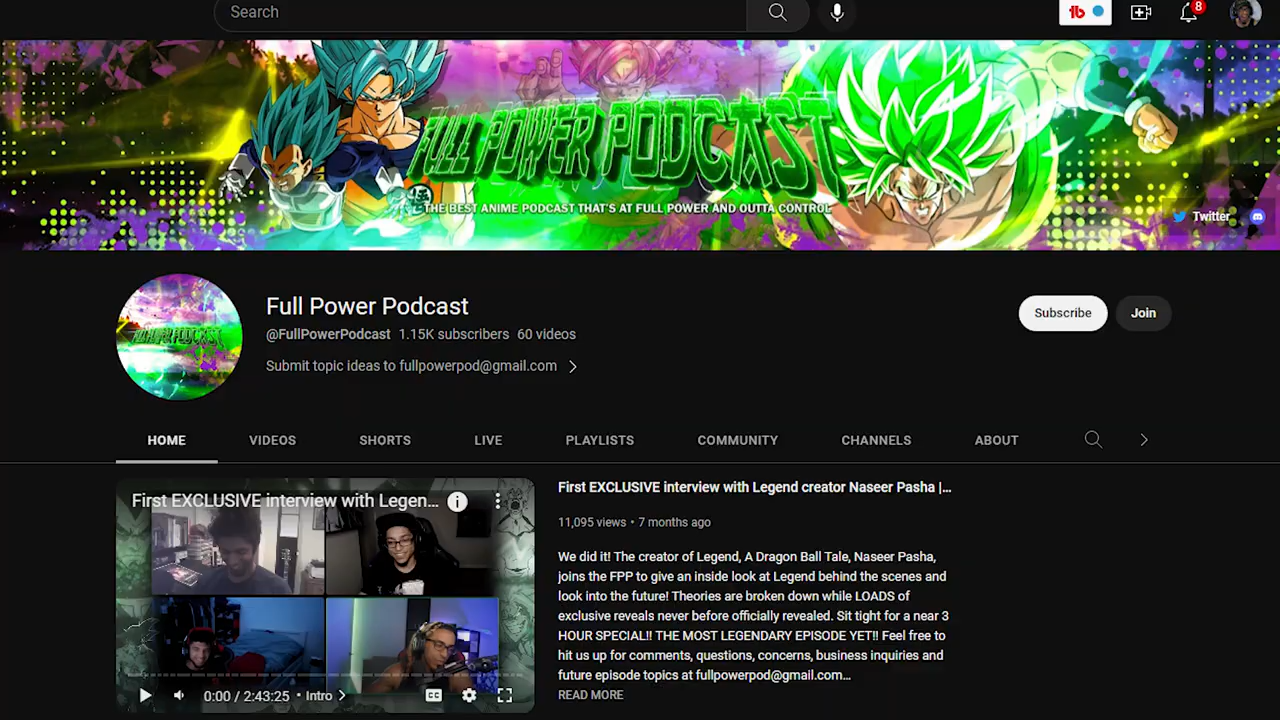 Search
8
FULL POWER PODCAST
THE BEST ANIME PODCAST THAT'S AT FULL POWER AND OUTTA CONTROL
Twitter
FULL POWER PODCAST
Full Power Podcast
@FullPowerPodcast 1.15K subscribers 60 videos
Submit topic ideas to fullpowerpod@gmail.com
Subscribe
Join
HOME VIDEOS SHORTS LIVE PLAYLISTS COMMUNITY CHANNELS ABOUT
First EXCLUSIVE interview with Legen...
0:00 / 2:43:25 • Intro
CC
First EXCLUSIVE interview with Legend creator Naseer Pasha |...
11,095 views • 7 months ago
We did it! The creator of Legend, A Dragon Ball Tale, Naseer Pasha,
joins the FPP to give an inside look at Legend behind the scenes and
look into the future! Theories are broken down while LOADS of
exclusive reveals never before officially revealed. Sit tight for a near 3
HOUR SPECIAL!! THE MOST LEGENDARY EPISODE YET!! Feel free to
hit us up for comments, questions, concerns, business inquiries and
future episode topics at fullpowerpod@gmail.com...
READ MORE